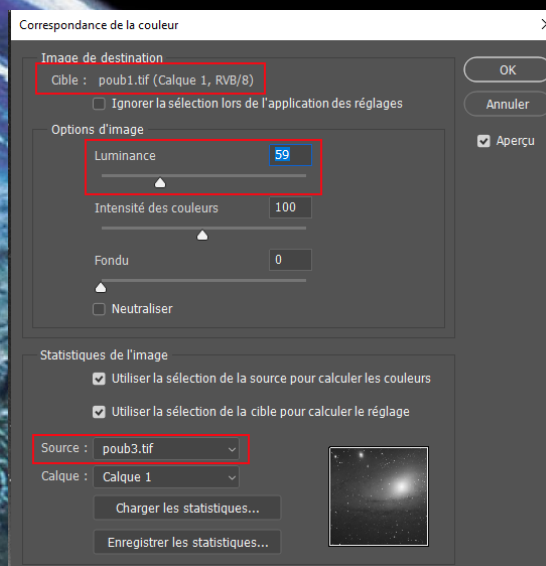 Correspondance de la couleur
Image de destination
Cible : poub1.tif (Calque 1, RVB/8)
OK
Ignorer la sélection lors de l'application des réglages
Annuler
Options d'image
Aperçu
Luminance 59
Intensité des couleurs 100
Fondu 0
Neutraliser
Statistiques de l'image
Utiliser la sélection de la source pour calculer les couleurs
Utiliser la sélection de la cible pour calculer le réglage
Source : poub3.tif
Calque : Calque 1
Charger les statistiques...
Enregistrer les statistiques...